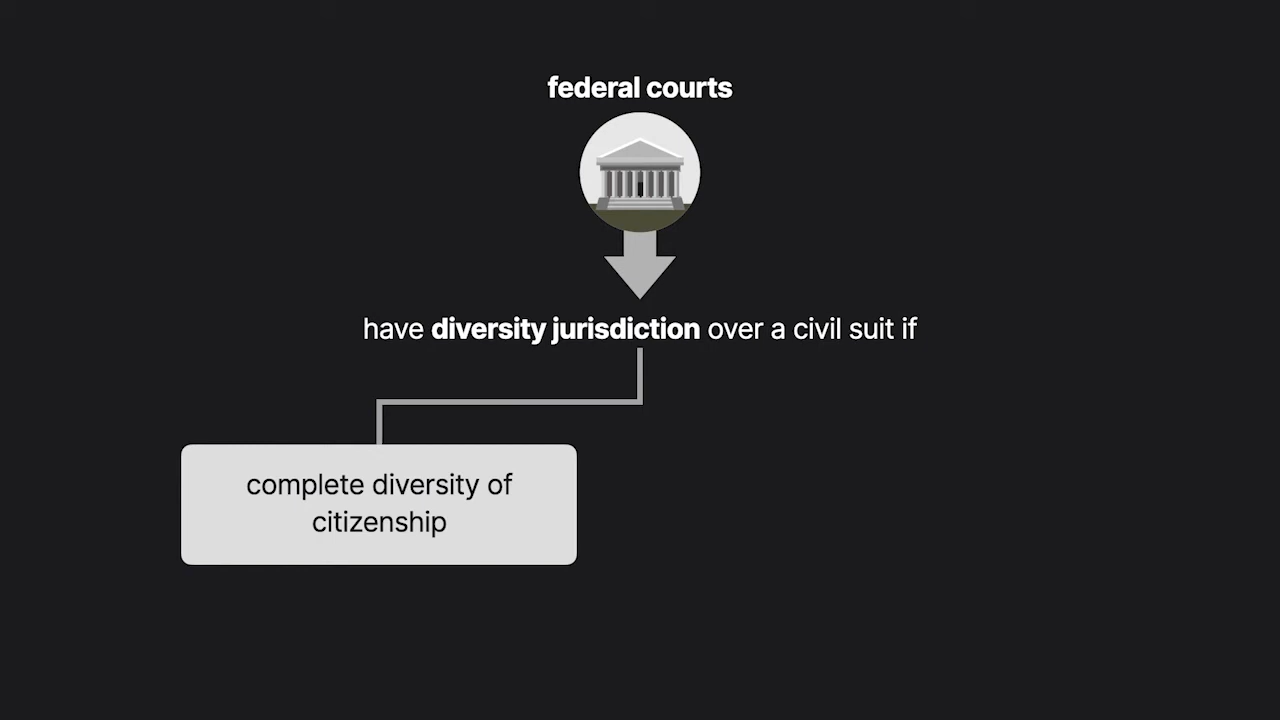 federal courts
have diversity jurisdiction over a civil suit if
complete diversity of
citizenship